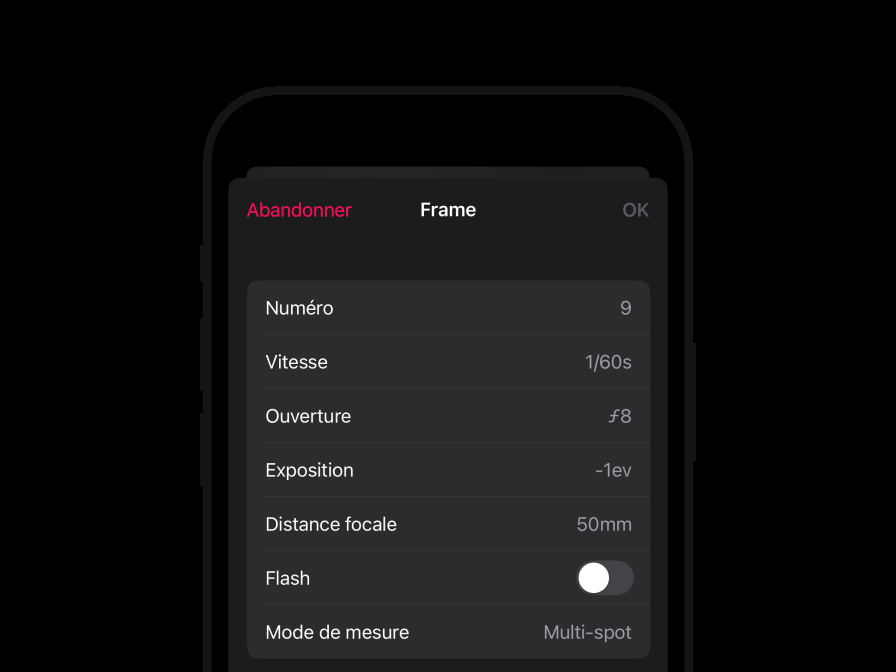 Abandonner Frame OK
Numéro 9
Vitesse 1/60s
Ouverture ƒ8
Exposition -1ev
Distance focale 50mm
Flash
Mode de mesure Multi-spot